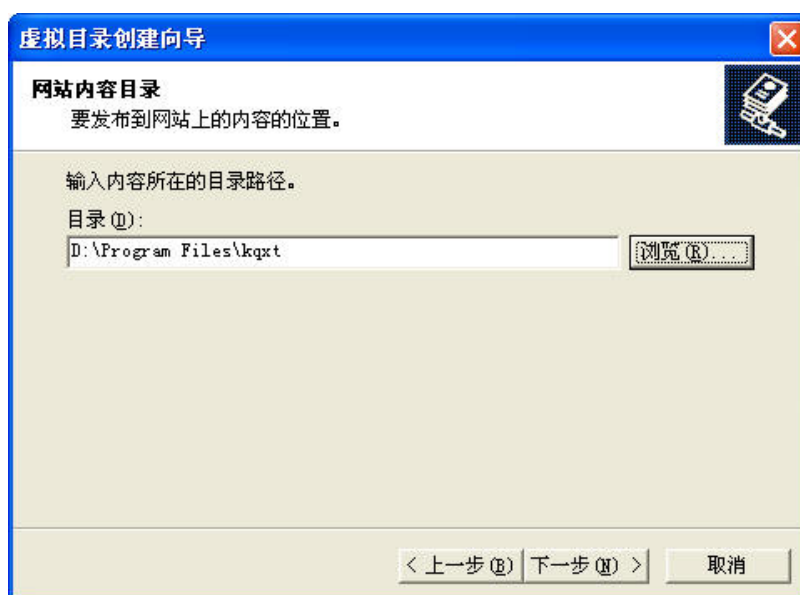 虚拟目录创建向导
网站内容目录
要发布到网站上的内容的位置。
输入内容所在的目录路径。
目录(D):
D:\Program Files\kqxt
浏览(R)...
< 上一步(B) 下一步(N) > 取消